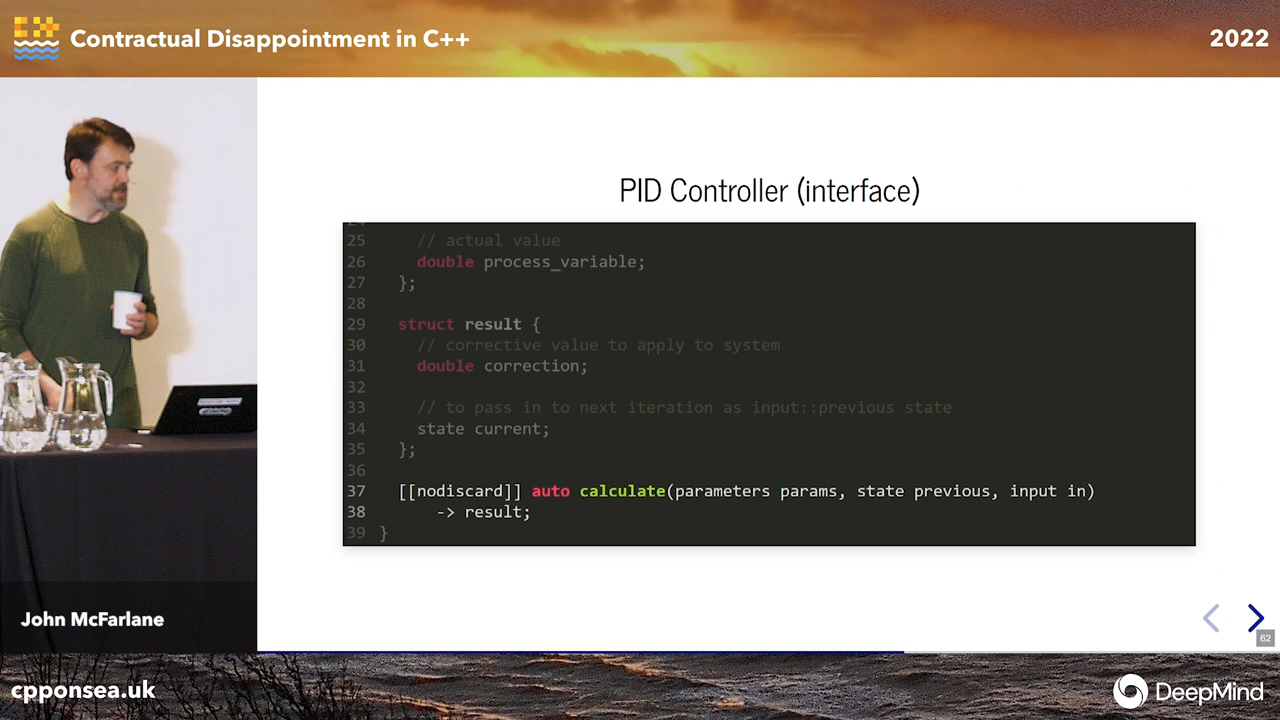 Contractual Disappointment in C++
2022
PID Controller (interface)
25 // actual value
26 double process_variable;
27 };
28
29 struct result {
30 // corrective value to apply to system
31 double correction;
32
33 // to pass in to next iteration as input::previous state
34 state current;
35 };
36
37 [[nodiscard]] auto calculate(parameters params, state previous, input in)
38 -> result;
39 }
John McFarlane
62
cpponsea.uk
DeepMind